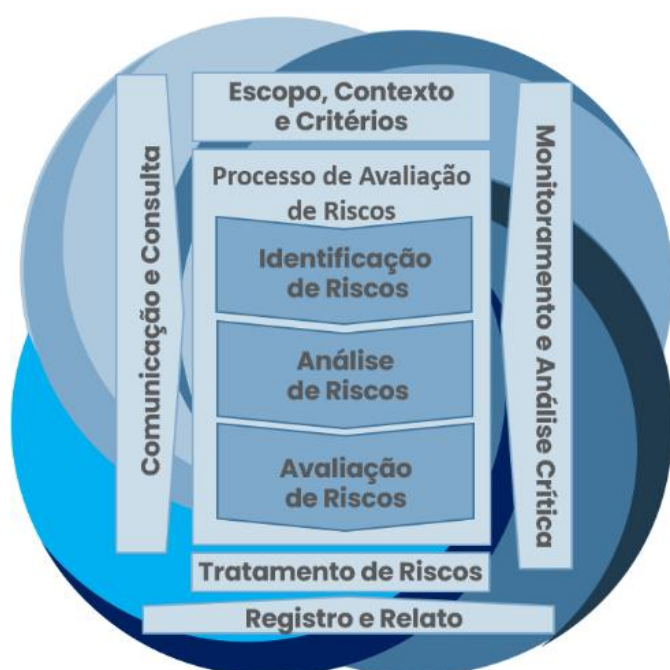 Escopo, Contexto
e Critérios
Processo de Avaliação
de Riscos
Identificação
de Riscos
Análise
de Riscos
Avaliação
de Riscos
Tratamento de Riscos
Registro e Relato
Comunicação e Consulta
Monitoramento e Análise Crítica